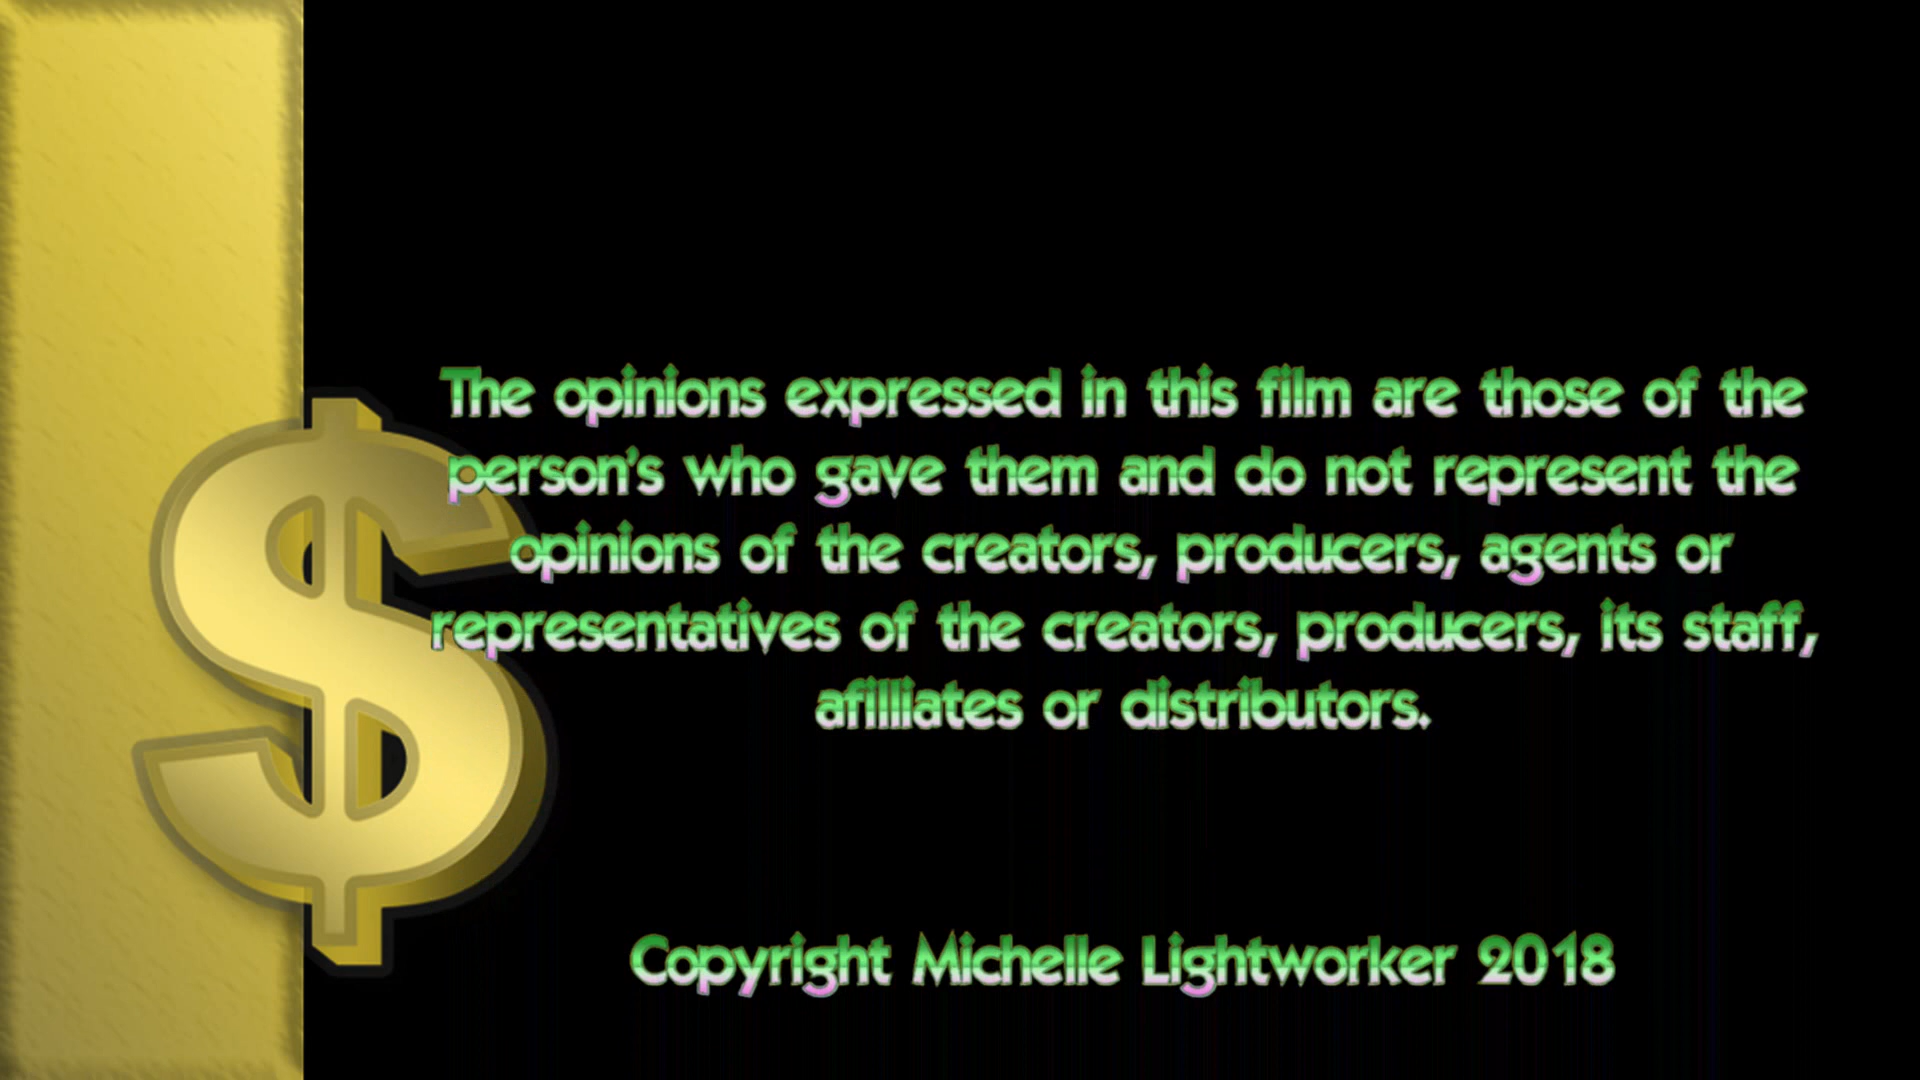 The opinions expressed in this film are those of the
person's who gave them and do not represent the
opinions of the creators, producers, agents or
representatives of the creators, producers, its staff,
afilliates or distributors.
Copyright Michelle Lightworker 2018